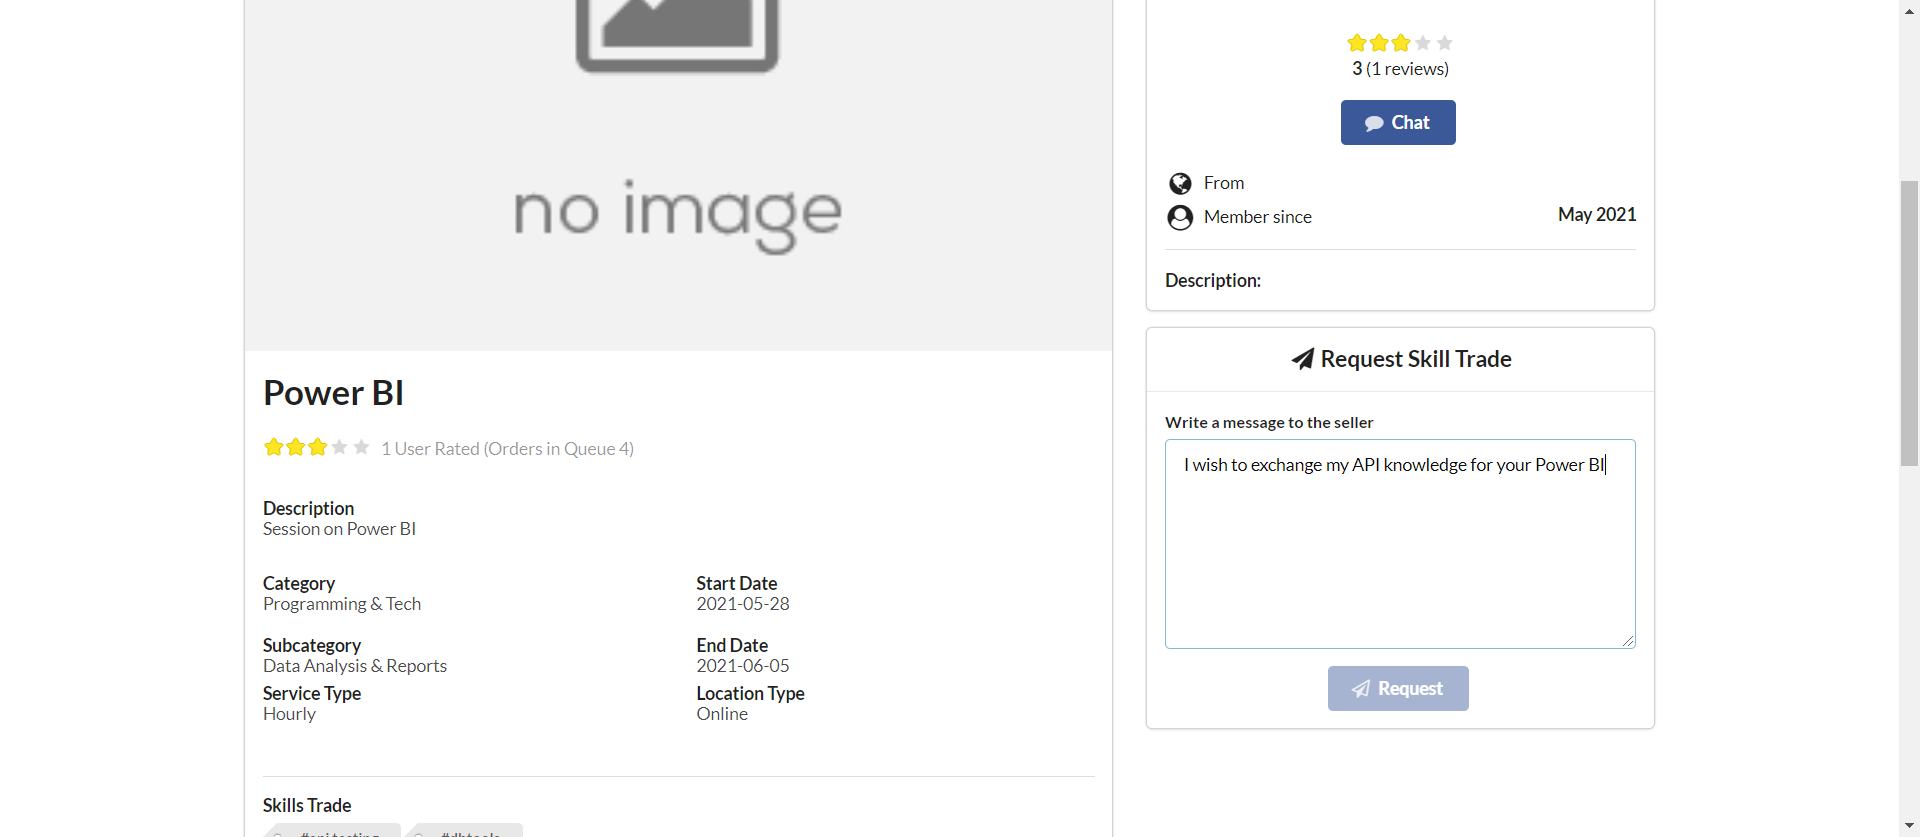 no image
Power BI
1 User Rated (Orders in Queue 4)
Description
Session on Power BI
Category
Programming & Tech
Start Date
2021-05-28
Subcategory
Data Analysis & Reports
End Date
2021-06-05
Service Type
Hourly
Location Type
Online
Skills Trade
3 (1 reviews)
Chat
From
Member since
May 2021
Description:
Request Skill Trade
Write a message to the seller
I wish to exchange my API knowledge for your Power BI
Request